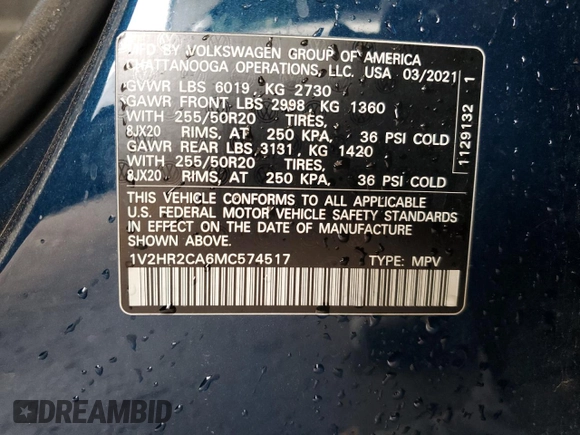 MFD BY VOLKSWAGEN GROUP OF AMERICA
CHATTANOOGA OPERATIONS, LLC. USA 03/2021
GVWR LBS 6019, KG 2730
GAWR FRONT LBS 2998, KG 1360
WITH 255/50R20 TIRES,
8JX20 RIMS, AT 250 KPA, 36 PSI COLD
GAWR REAR LBS 3131, KG 1420
WITH 255/50R20 TIRES,
8JX20 RIMS, AT 250 KPA, 36 PSI COLD
1129132 1
THIS VEHICLE CONFORMS TO ALL APPLICABLE
U.S. FEDERAL MOTOR VEHICLE SAFETY STANDARDS
IN EFFECT ON THE DATE OF MANUFACTURE
SHOWN ABOVE
1V2HR2CA6MC574517 TYPE: MPV
DREAMBID